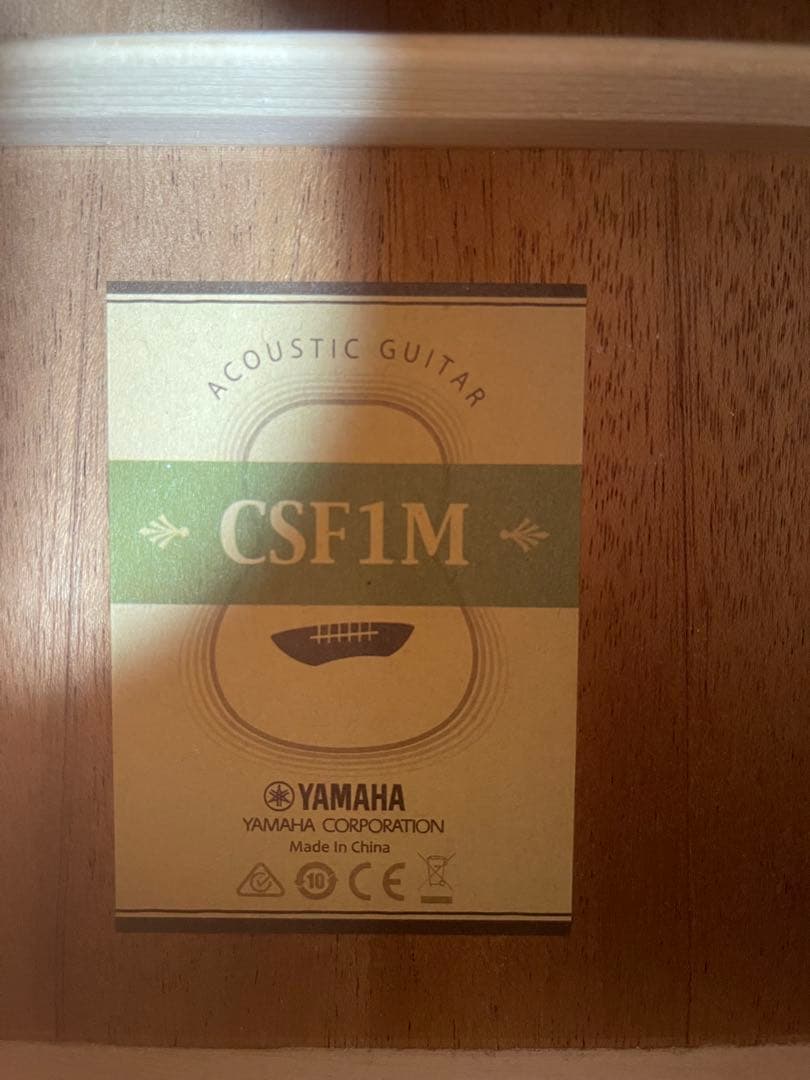 ACOUSTIC GUITAR
CSF1M
YAMAHA
YAMAHA CORPORATION
Made In China
10 CE